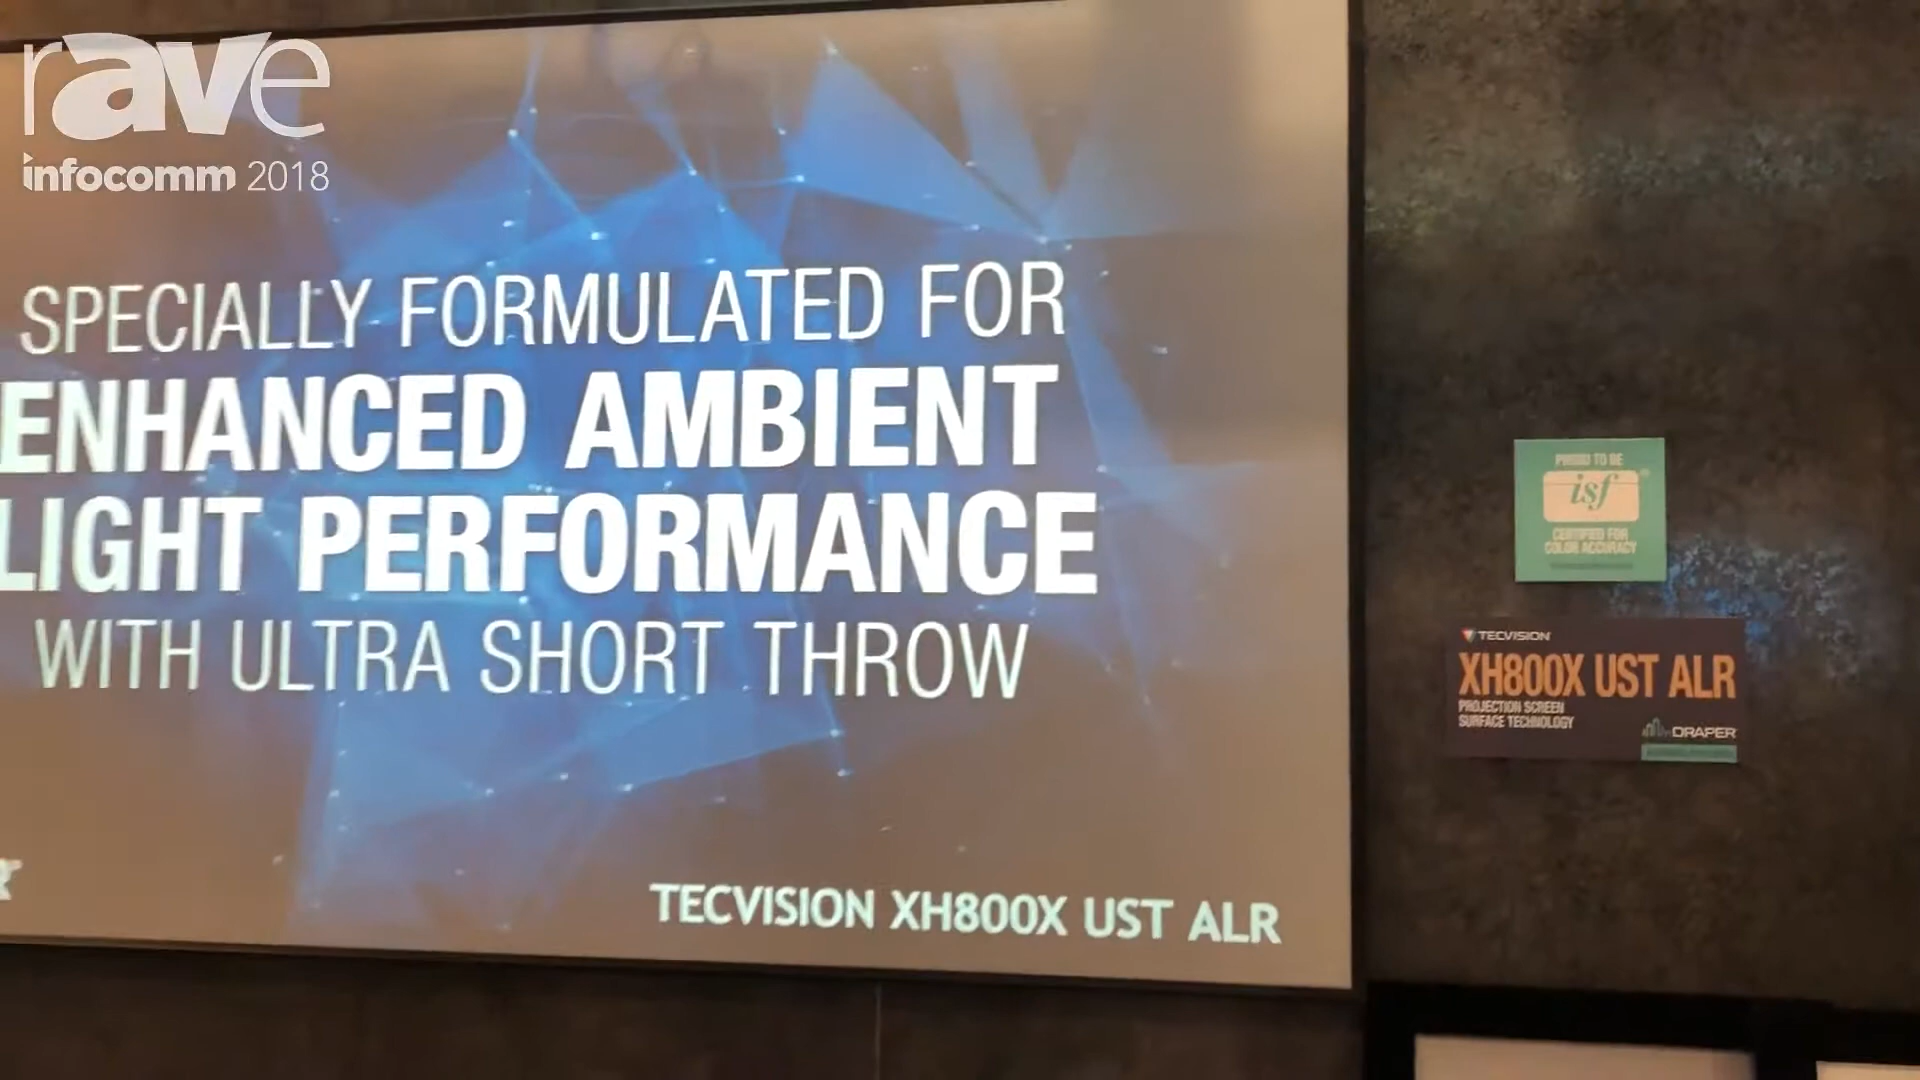 rAVe
infocomm 2018
SPECIALLY FORMULATED FOR
ENHANCED AMBIENT
LIGHT PERFORMANCE
WITH ULTRA SHORT THROW
TECVISION XH800X UST ALR
PROUD TO BE
isf
CERTIFIED FOR
COLOR ACCURACY
TECVISION
XH800X UST ALR
PROJECTION SCREEN
SURFACE TECHNOLOGY
DRAPER